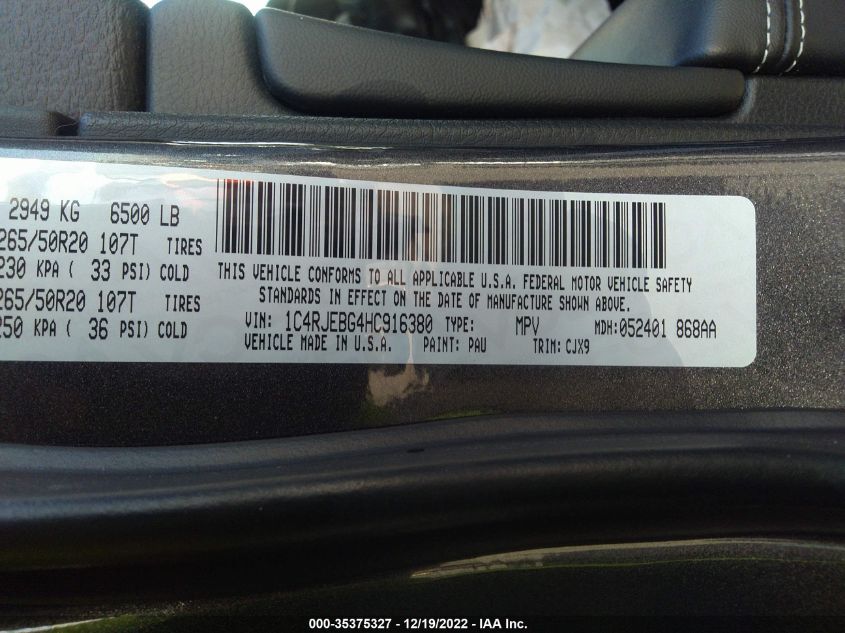 2949 KG 6500 LB
265/50R20 107T TIRES
230 KPA ( 33 PSI) COLD
265/50R20 107T TIRES
250 KPA ( 36 PSI) COLD
THIS VEHICLE CONFORMS TO ALL APPLICABLE U.S.A. FEDERAL MOTOR VEHICLE SAFETY
STANDARDS IN EFFECT ON THE DATE OF MANUFACTURE SHOWN ABOVE.
VIN: 1C4RJEBG4HC916380 TYPE: MPV MDH:052401 868AA
VEHICLE MADE IN U.S.A. PAINT: PAU TRIM: CJX9
000-35375327 - 12/19/2022 - IAA Inc.